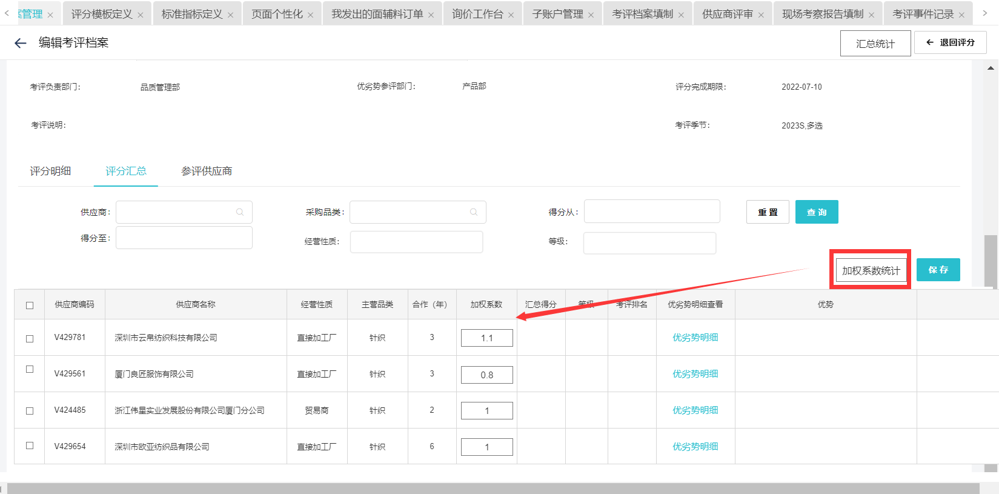 案管理 评分模板定义 标准指标定义 页面个性化 我发出的面辅料订单 询价工作台 子账户管理 考评档案填制 供应商评审 现场考察报告填制 考评事件记录
编辑考评档案 汇总统计 退回评分
考评负责部门: 品质管理部 优劣势参评部门: 产品部 评分完成期限: 2022-07-10
考评说明: 考评季节: 2023S,多选
评分明细 评分汇总 参评供应商
供应商: 采购品类: 得分从: 重置 查询
得分至: 经营性质: 等级:
加权系数统计 保存
供应商编码 供应商名称 经营性质 主营品类 合作（年） 加权系数 汇总得分 等级 考评排名 优劣势明细查看 优势
V429781 深圳市云帛纺织科技有限公司 直接加工厂 针织 3 1.1 优劣势明细
V429561 厦门良匠服饰有限公司 直接加工厂 针织 3 0.8 优劣势明细
V424485 浙江伟星实业发展股份有限公司厦门分公司 贸易商 针织 2 1 优劣势明细
V429654 深圳市欧亚纺织品有限公司 直接加工厂 针织 6 1 优劣势明细